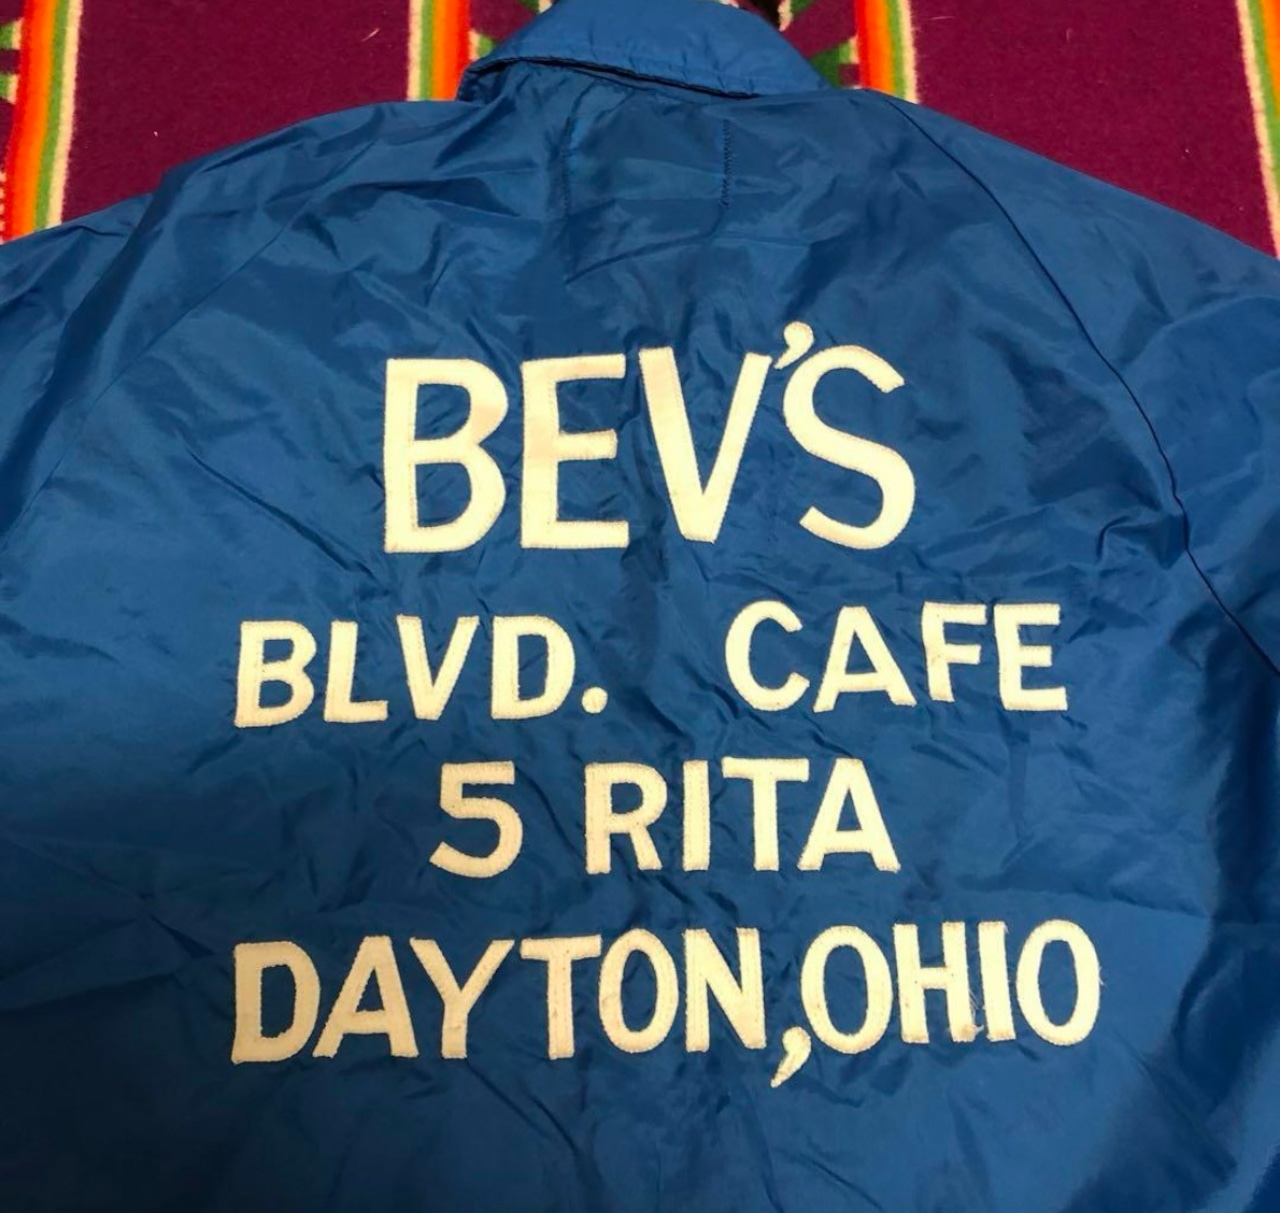 BEV'S
BLVD. CAFE
5 RITA
DAYTON,OHIO